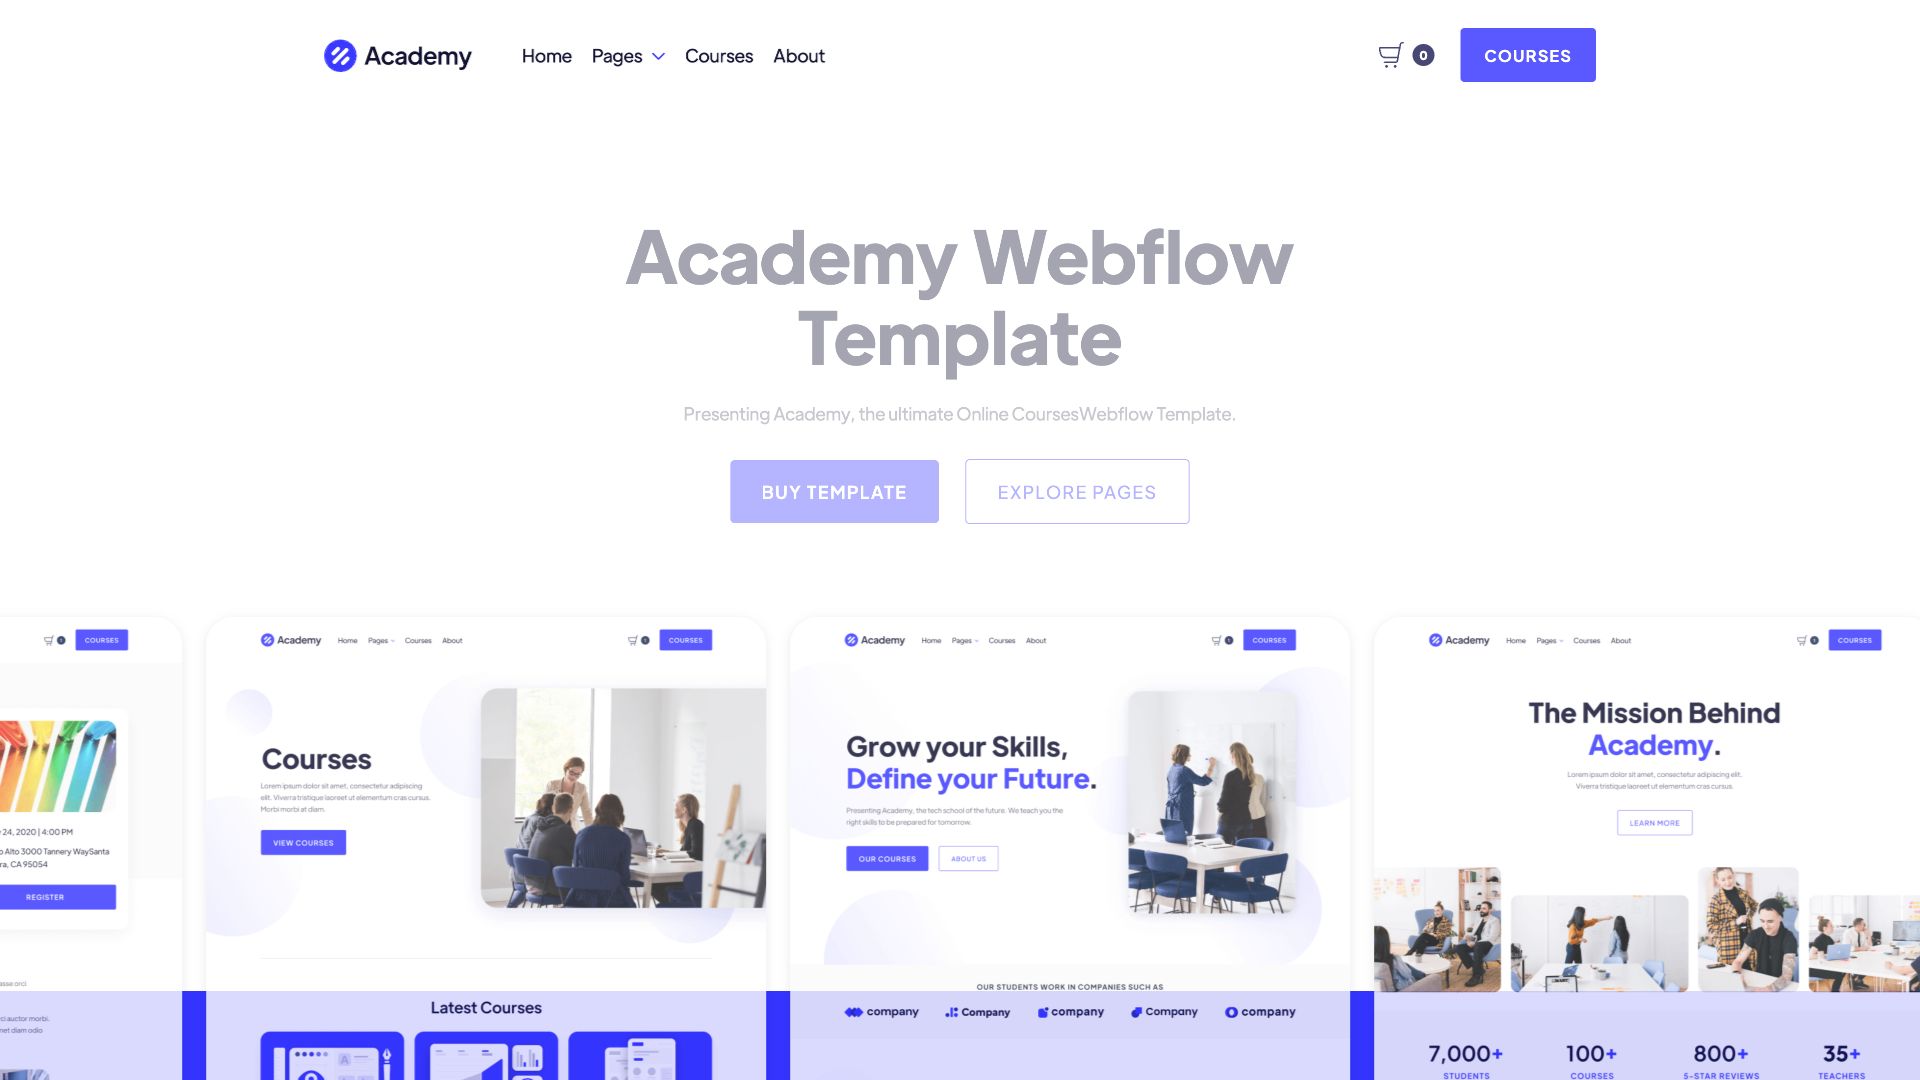 Academy
Home Pages Courses About
0
COURSES
Academy Webflow
Template
Presenting Academy, the ultimate Online CoursesWebflow Template.
BUY TEMPLATE
EXPLORE PAGES
COURSES
24, 2020 | 4:00 PM
Alto 3000 Tannery WaySanta
CA 95054
REGISTER
orci
auctor morbi.
diam odio
Academy
Home Pages Courses About
COURSES
Courses
Lorem ipsum dolor sit amet, consectetur adipiscing
elit. Viverra tristique laoreet ut elementum cras cursus.
Morbi morbi at diam.
VIEW COURSES
Latest Courses
A
Academy
Home Pages Courses About
COURSES
Grow your Skills,
Define your Future.
Presenting Academy, the tech school of the future. We teach you the
right skills to be prepared for tomorrow.
OUR COURSES
ABOUT US
OUR STUDENTS WORK IN COMPANIES SUCH AS
company
Company
company
Company
company
Academy
Home Pages Courses About
COURSES
The Mission Behind
Academy.
Lorem ipsum dolor sit amet, consectetur adipiscing elit.
Viverra tristique laoreet ut elementum cras cursus.
LEARN MORE
7,000+ 100+ 800+ 35+
STUDENTS COURSES 5-STAR REVIEWS TEACHERS